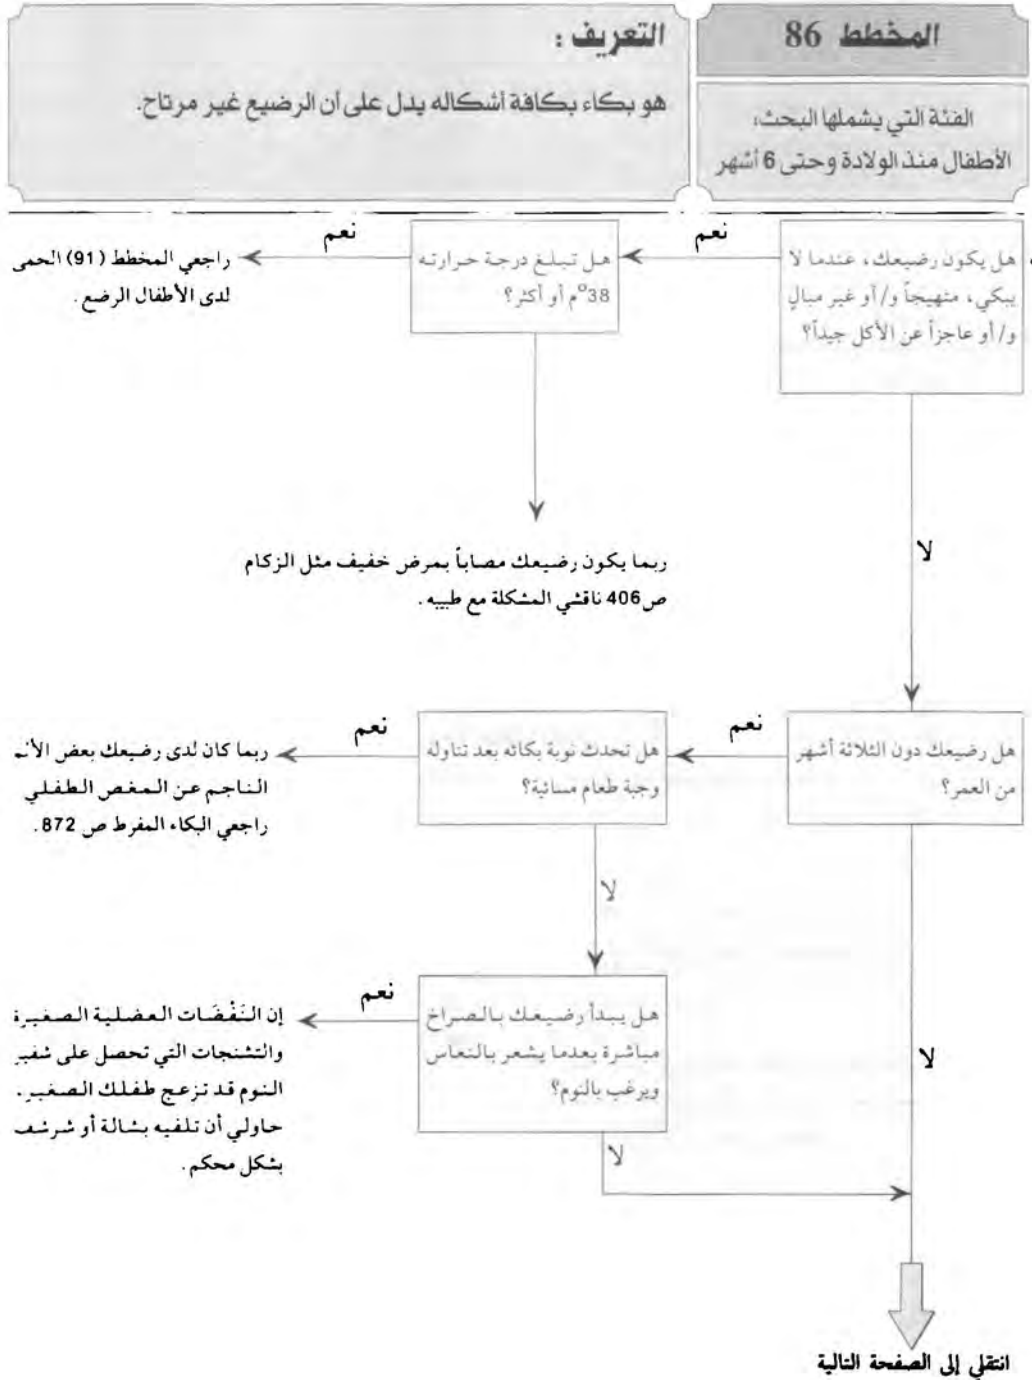 المخطط 86
الفئة التي يشملها البحث،
الأطفال منذ الولادة وحتى 6 أشهر
التعريف :
هو بكاء بكافة أشكاله يدل على أن الرضيع غير مرتاح.
هل يكون رضيعك، عندما لا
يبكي، متهيجاً و/ أو غير مبالٍ
و/ أو عاجزاً عن الأكل جيداً؟
نعم
هل تبلغ درجة حرارته
38°م أو أكثر؟
نعم
راجعي المخطط (91) الحمى
لدى الأطفال الرضع.
ربما يكون رضيعك مصاباً بمرض خفيف مثل الزكام
ص406 ناقشي المشكلة مع طبيبه.
لا
هل رضيعك دون الثلاثة أشهر
من العمر؟
نعم
هل تحدث نوبة بكائه بعد تناوله
وجبة طعام مسائية؟
نعم
ربما كان لدى رضيعك بعض الألم
الناجم عن المغص الطفلي
راجعي البكاء المفرط ص 872.
لا
هل يبدأ رضيعك بالصراخ
مباشرة بعدما يشعر بالنعاس
ويرغب بالنوم؟
نعم
إن النَفْضَات العضلية الصغيرة
والتشنجات التي تحصل على شفير
النوم قد تزعج طفلك الصغير.
حاولي أن تلفيه بشالة أو شرشف
بشكل محكم.
لا
لا
انتقلي إلى الصفحة التالية